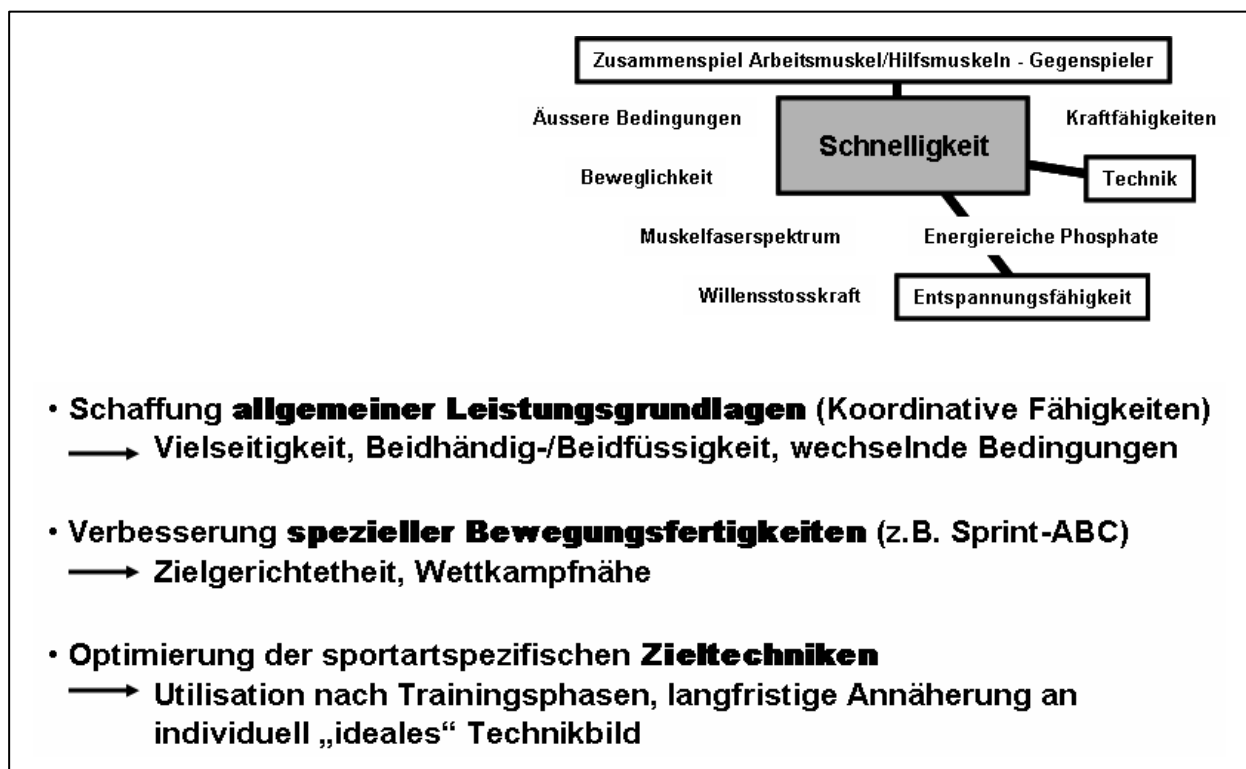 Zusammenspiel Arbeitsmuskel/Hilfsmuskeln - Gegenspieler
Äussere Bedingungen
Kraftfähigkeiten
Schnelligkeit
Beweglichkeit
Technik
Muskelfaserspektrum
Energiereiche Phosphate
Willensstosskraft
Entspannungsfähigkeit
• Schaffung allgemeiner Leistungsgrundlagen (Koordinative Fähigkeiten)
Vielseitigkeit, Beidhändig-/Beidfüssigkeit, wechselnde Bedingungen
• Verbesserung spezieller Bewegungsfertigkeiten (z.B. Sprint-ABC)
Zielgerichtetheit, Wettkampfnähe
• Optimierung der sportartspezifischen Zieltechniken
Utilisation nach Trainingsphasen, langfristige Annäherung an
individuell „ideales“ Technikbild